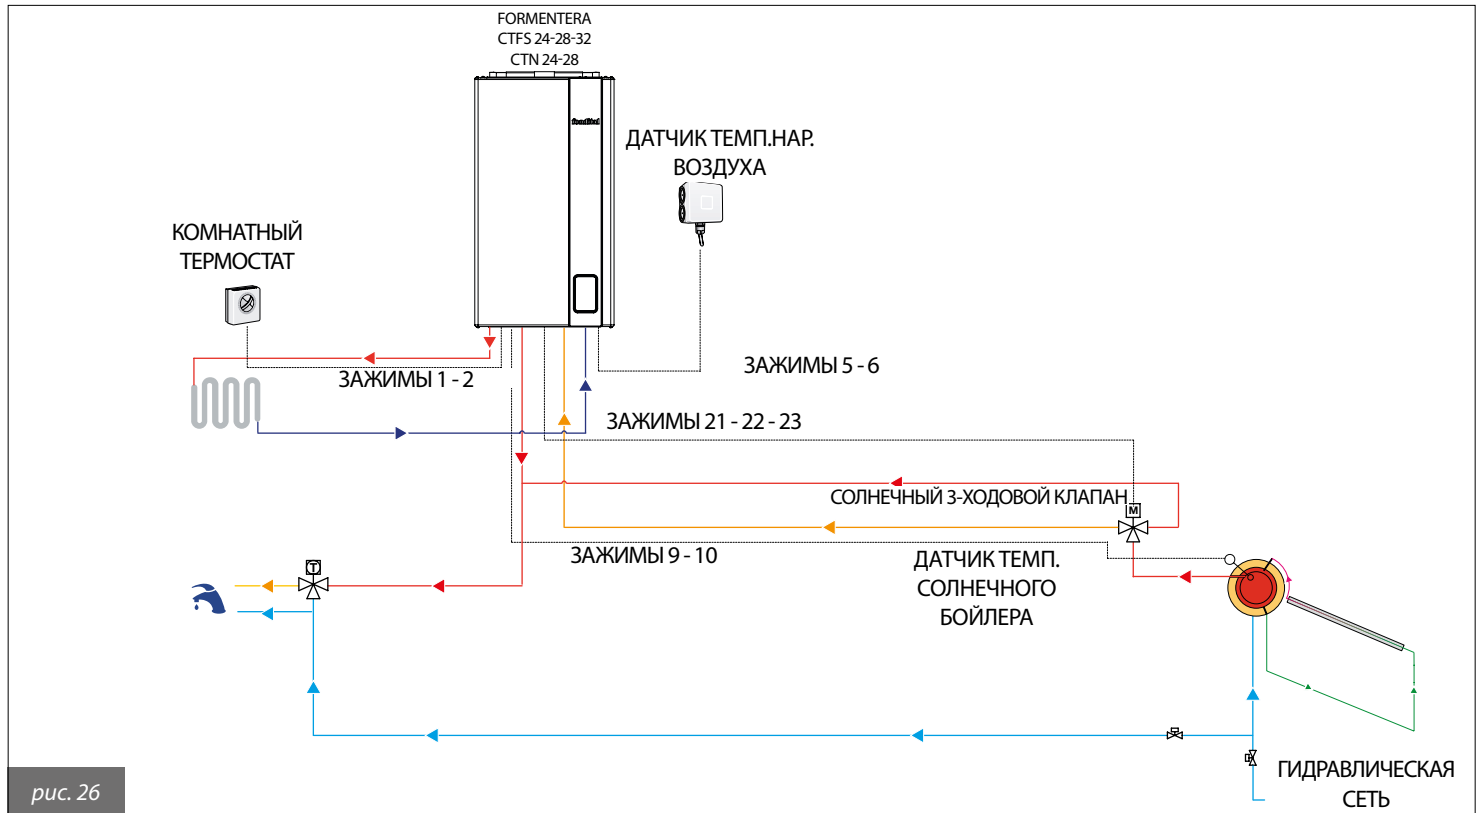 FORMENTERA
CTFS 24-28-32
CTN 24-28
fondital
ДАТЧИК ТЕМП.НАР.
ВОЗДУХА
КОМНАТНЫЙ
ТЕРМОСТАТ
ЗАЖИМЫ 5 - 6
ЗАЖИМЫ 1 - 2
ЗАЖИМЫ 21 - 22 - 23
СОЛНЕЧНЫЙ 3-ХОДОВОЙ КЛАПАН
M
ЗАЖИМЫ 9 - 10
ДАТЧИК ТЕМП.
СОЛНЕЧНОГО
БОЙЛЕРА
T
ГИДРАВЛИЧЕСКАЯ
СЕТЬ
рис. 26